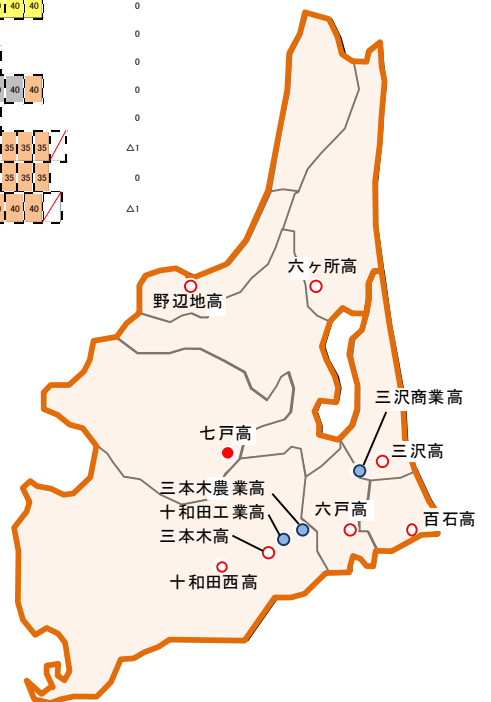 40 40
0
0
0
40 40
0
0
35 35 35
△1
35 35 35
0
40 40
△1
六ヶ所高
野辺地高
三沢商業高
七戸高
三沢高
三本木農業高
十和田工業高
六戸高
百石高
三本木高
十和田西高